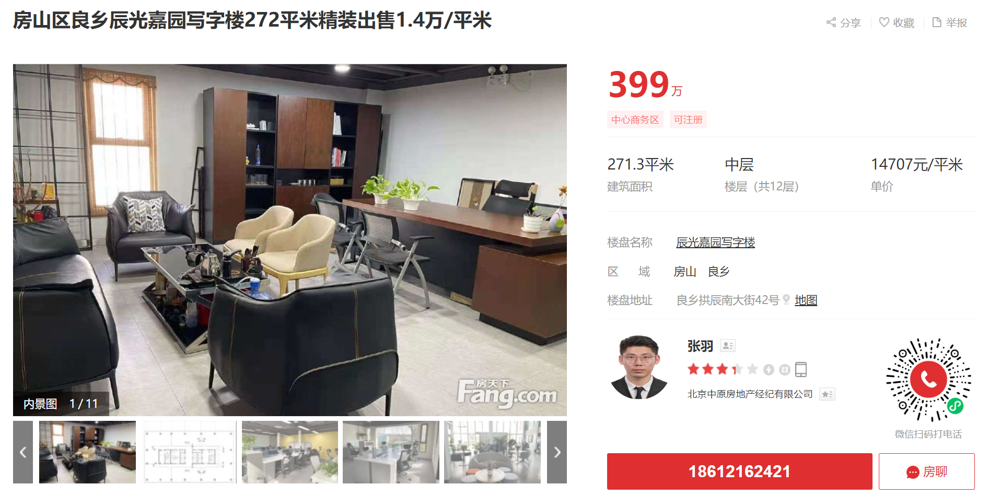 房山区良乡辰光嘉园写字楼272平米精装出售1.4万/平米
分享 收藏 举报
399万
中心商务区 可注册
271.3平米 中层 14707元/平米
建筑面积 楼层（共12层） 单价
楼盘名称 辰光嘉园写字楼
区 域 房山 良乡
楼盘地址 良乡拱辰南大街42号 地图
张羽
北京中原房地产经纪有限公司
微信扫码打电话
18612162421 房聊
房天下
Fang.com
内景图 1 / 11